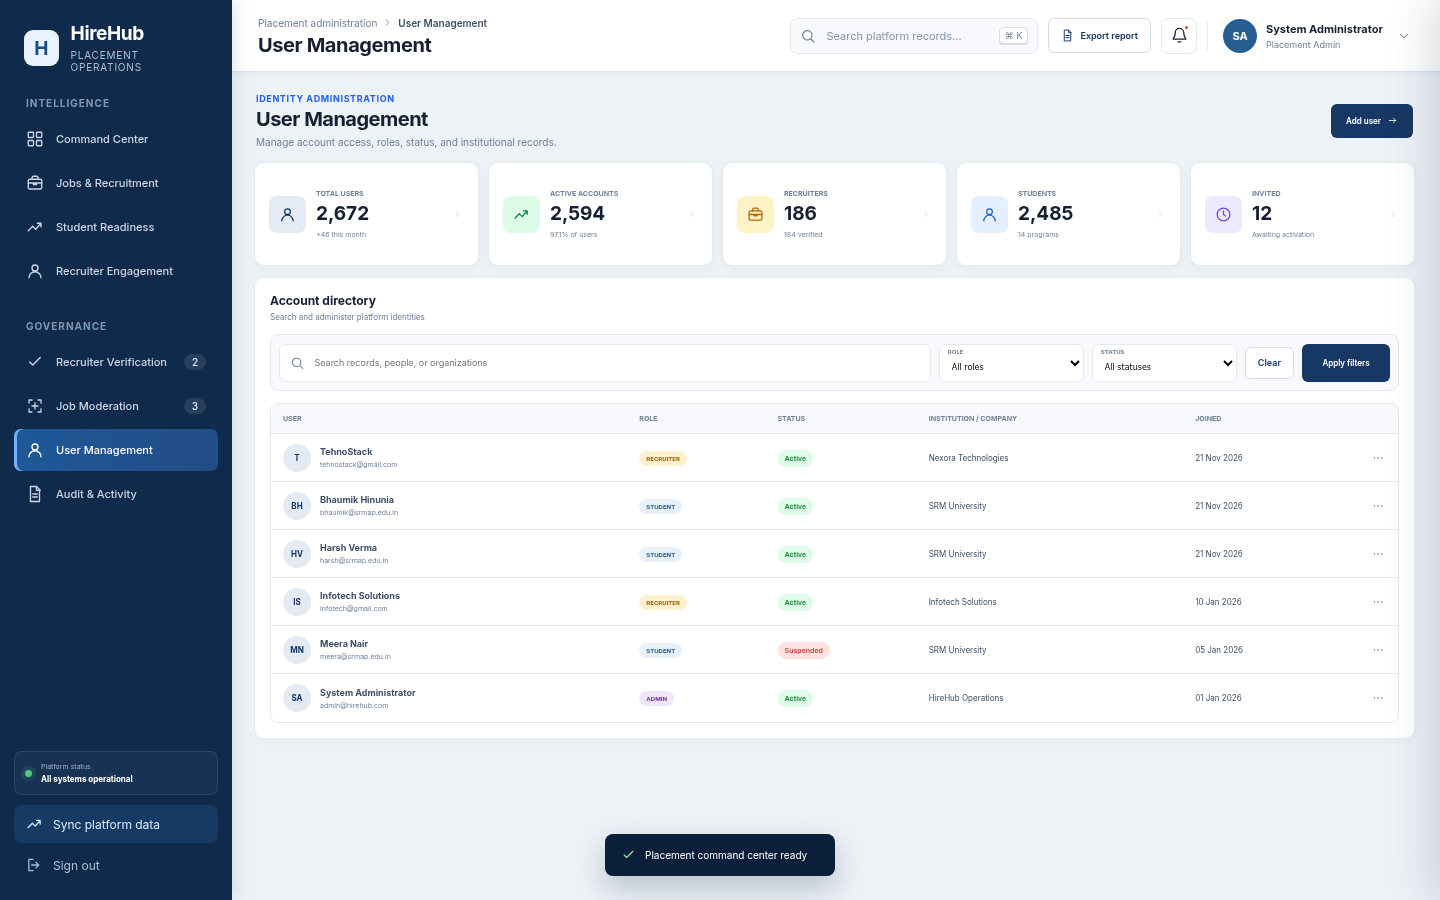 H
HireHub
PLACEMENT
OPERATIONS
INTELLIGENCE
Command Center
Jobs & Recruitment
Student Readiness
Recruiter Engagement
GOVERNANCE
Recruiter Verification 2
Job Moderation 3
User Management
Audit & Activity
Platform status
All systems operational
Sync platform data
Sign out
Placement administration User Management
User Management
Search platform records... ⌘ K
Export report
SA
System Administrator
Placement Admin
IDENTITY ADMINISTRATION
User Management
Manage account access, roles, status, and institutional records.
Add user →
TOTAL USERS
2,672
+46 this month
ACTIVE ACCOUNTS
2,594
97.1% of users
RECRUITERS
186
184 verified
STUDENTS
2,485
14 programs
INVITED
12
Awaiting activation
Account directory
Search and administer platform identities
Search records, people, or organizations
ROLE
All roles
STATUS
All statuses
Clear
Apply filters
USER ROLE STATUS INSTITUTION / COMPANY JOINED
T TehnoStack RECRUITER Active Nexora Technologies 21 Nov 2026 ...
tehnostack@gmail.com
BH Bhaumik Hinunia STUDENT Active SRM University 21 Nov 2026 ...
bhaumik@srmap.edu.in
HV Harsh Verma STUDENT Active SRM University 21 Nov 2026 ...
harsh@srmap.edu.in
IS Infotech Solutions RECRUITER Active Infotech Solutions 10 Jan 2026 ...
infotech@gmail.com
MN Meera Nair STUDENT Suspended SRM University 05 Jan 2026 ...
meera@srmap.edu.in
SA System Administrator ADMIN Active HireHub Operations 01 Jan 2026 ...
admin@hirehub.com
Placement command center ready